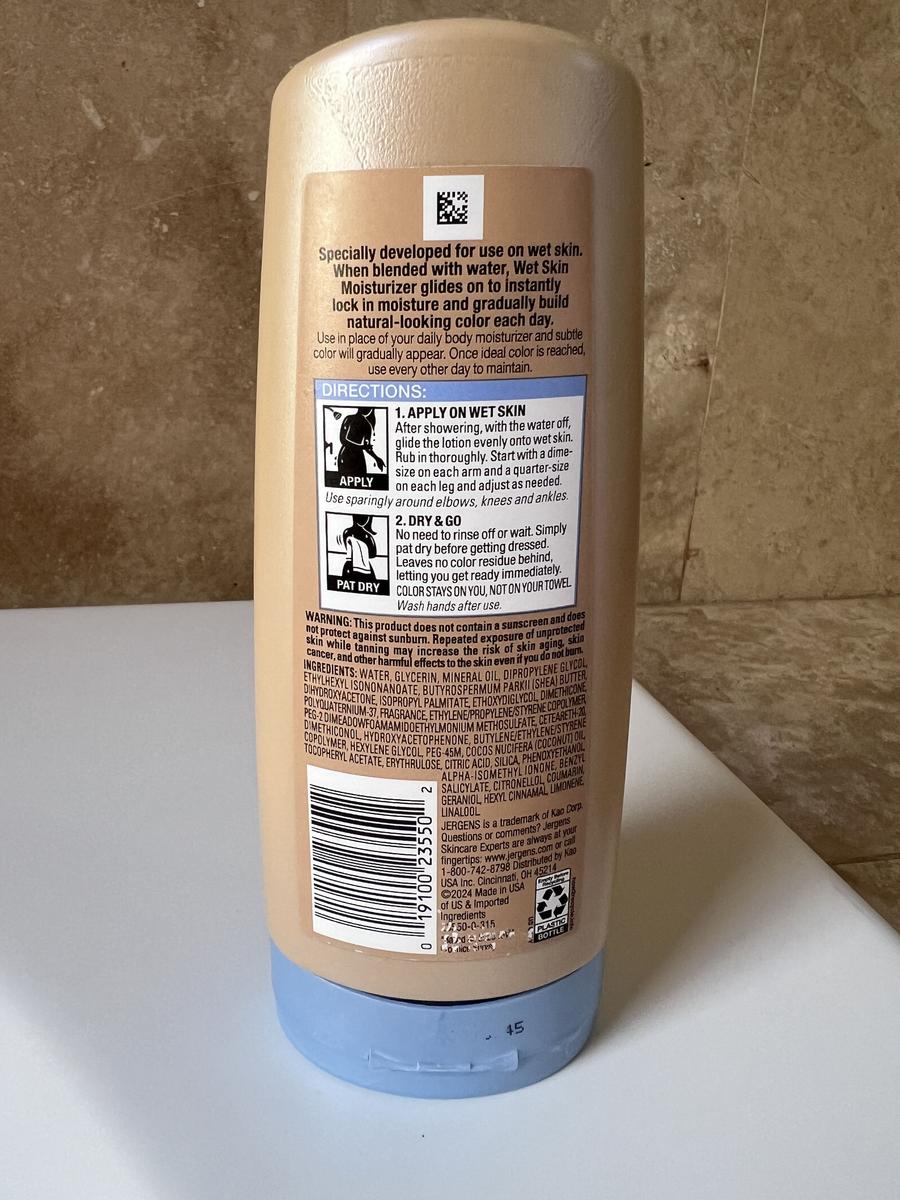 Specially developed for use on wet skin.
When blended with water, Wet Skin
Moisturizer glides on to instantly
lock in moisture and gradually build
natural-looking color each day.
Use in place of your daily body moisturizer and subtle
color will gradually appear. Once ideal color is reached,
use every other day to maintain.
DIRECTIONS:
1. APPLY ON WET SKIN
After showering, with the water off,
glide the lotion evenly onto wet skin.
Rub in thoroughly. Start with a dime-
size on each arm and a quarter-size
on each leg and adjust as needed.
APPLY
Use sparingly around elbows, knees and ankles.
2. DRY & GO
No need to rinse off or wait. Simply
pat dry before getting dressed.
Leaves no color residue behind,
letting you get ready immediately.
COLOR STAYS ON YOU, NOT ON YOUR TOWEL.
PAT DRY
Wash hands after use.
WARNING: This product does not contain a sunscreen and does
not protect against sunburn. Repeated exposure of unprotected
skin while tanning may increase the risk of skin aging, skin
cancer, and other harmful effects to the skin even if you do not burn.
INGREDIENTS: WATER, GLYCERIN, MINERAL OIL, DIPROPYLENE GLYCOL,
ETHYLHEXYL ISONONANOATE, BUTYROSPERMUM PARKII (SHEA) BUTTER,
DIHYDROXYACETONE, ISOPROPYL PALMITATE, ETHOXYDIGLYCOL, DIMETHICONE,
POLYQUATERNIUM-37, FRAGRANCE, ETHYLENE/PROPYLENE/STYRENE COPOLYMER,
PEG-2 DIMEADOWFOAMAMIDOETHYLMONIUM METHOSULFATE, CETEARETH-20,
DIMETHICONOL, HYDROXYACETOPHENONE, BUTYLENE/ETHYLENE/STYRENE
COPOLYMER, HEXYLENE GLYCOL, PEG-45M, COCOS NUCIFERA (COCONUT) OIL,
TOCOPHERYL ACETATE, ERYTHRULOSE, CITRIC ACID, SILICA, PHENOXYETHANOL,
ALPHA-ISOMETHYL IONONE, BENZYL
SALICYLATE, CITRONELLOL, COUMARIN,
GERANIOL, HEXYL CINNAMAL, LIMONENE,
LINALOOL.
JERGENS is a trademark of Kao Corp.
Questions or comments? Jergens
Skincare Experts are always at your
fingertips: www.jergens.com or call
1-800-742-8798 Distributed by Kao
USA Inc. Cincinnati, OH 45214
©2024 Made in USA
of US & Imported
Ingredients
0 19100 23550 2
Empty Before
Recycling
PLASTIC
BOTTLE
45